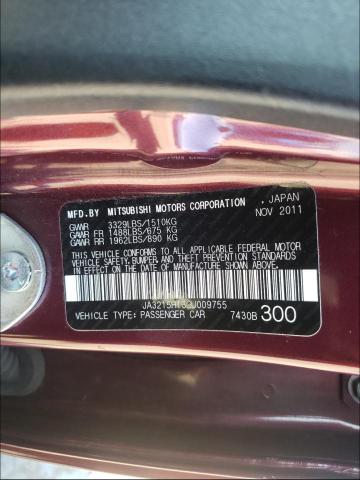 MFD.BY MITSUBISHI MOTORS CORPORATION, JAPAN
GVWR 3329LBS/1510KG NOV 2011
GAWR FR 1488LBS/675 KG
GAWR RR 1962LBS/890 KG
THIS VEHICLE CONFORMS TO ALL APPLICABLE FEDERAL MOTOR
VEHICLE SAFETY, BUMPER, AND THEFT PREVENTION STANDARDS
IN EFFECT ON THE DATE OF MANUFACTURE SHOWN ABOVE.
VEHICLE TYPE: PASSENGER CAR 7430B 300